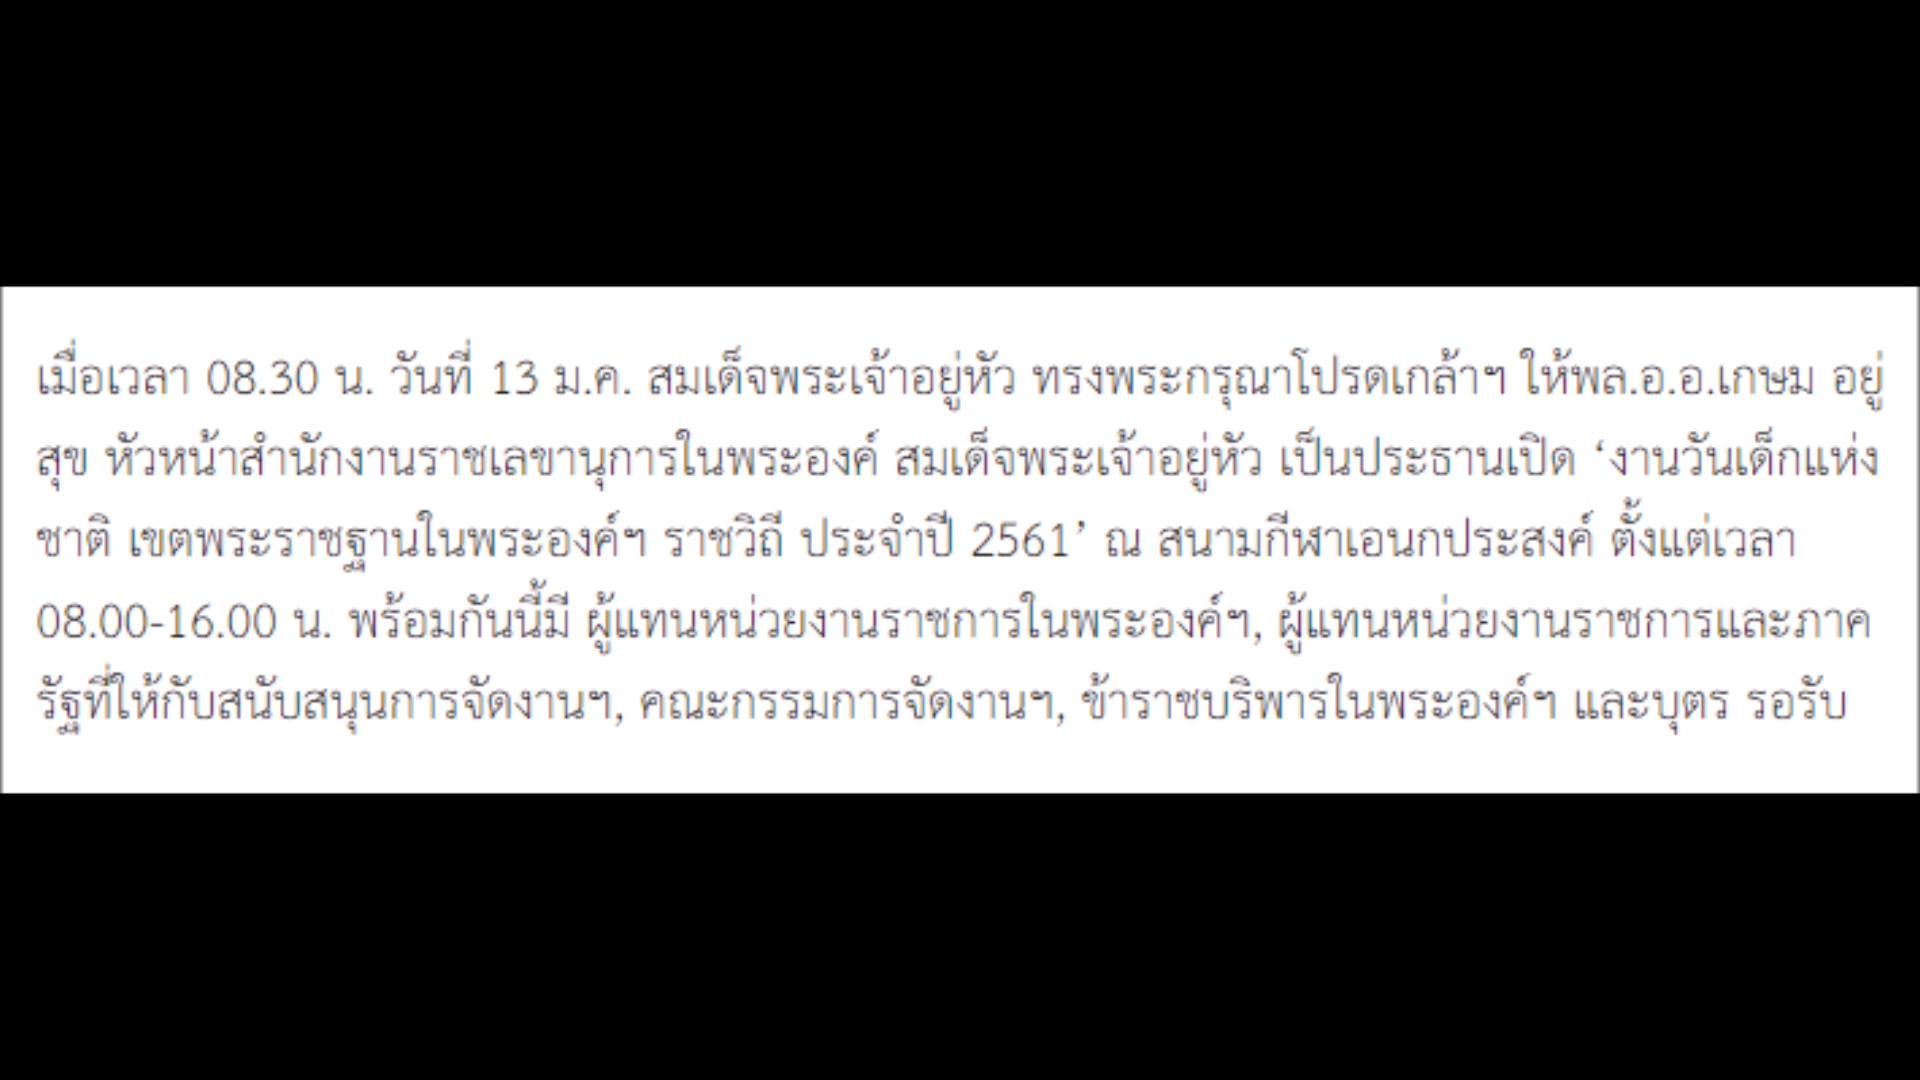 เมื่อเวลา 08.30 น. วันที่ 13 ม.ค. สมเด็จพระเจ้าอยู่หัว ทรงพระกรุณาโปรดเกล้าฯ ให้พล.อ.อ.เกษม อยู่
สุข หัวหน้าสำนักงานราชเลขานุการในพระองค์ สมเด็จพระเจ้าอยู่หัว เป็นประธานเปิด ‘งานวันเด็กแห่ง
ชาติ เขตพระราชฐานในพระองค์ฯ ราชวิถี ประจำปี 2561’ ณ สนามกีฬาเอนกประสงค์ ตั้งแต่เวลา
08.00-16.00 น. พร้อมกันนี้มี ผู้แทนหน่วยงานราชการในพระองค์ฯ, ผู้แทนหน่วยงานราชการและภาค
รัฐที่ให้กับสนับสนุนการจัดงานฯ, คณะกรรมการจัดงานฯ, ข้าราชบริพารในพระองค์ฯ และบุตร รอรับ